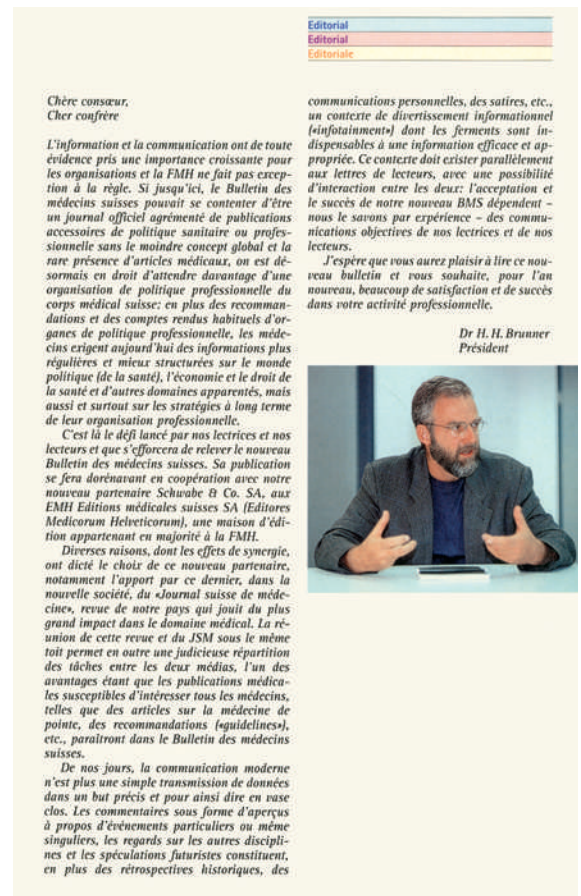 Editorial
Editorial
Editoriale
Chère consœur,
Cher confrère
L'information et la communication ont de toute
évidence pris une importance croissante pour
les organisations et la FMH ne fait pas excep-
tion à la règle. Si jusqu'ici, le Bulletin des
médecins suisses pouvait se contenter d'être
un journal officiel agrémenté de publications
accessoires de politique sanitaire ou profes-
sionnelle sans le moindre concept global et la
rare présence d'articles médicaux, on est dé-
sormais en droit d'attendre davantage d'une
organisation de politique professionnelle du
corps médical suisse; en plus des recomman-
dations et des comptes rendus habituels d'or-
ganes de politique professionnelle, les méde-
cins exigent aujourd'hui des informations plus
régulières et mieux structurées sur le monde
politique (de la santé), l'économie et le droit de
la santé et d'autres domaines apparentés, mais
aussi et surtout sur les stratégies à long terme
de leur organisation professionnelle.
C'est là le défi lancé par nos lectrices et nos
lecteurs et que s'efforcera de relever le nouveau
Bulletin des médecins suisses. Sa publication
se fera dorénavant en coopération avec notre
nouveau partenaire Schwabe & Co. SA, aux
EMH Editions médicales suisses SA (Editores
Medicorum Helveticorum), une maison d'édi-
tion appartenant en majorité à la FMH.
Diverses raisons, dont les effets de synergie,
ont dicté le choix de ce nouveau partenaire,
notamment l'apport par ce dernier, dans la
nouvelle société, du «Journal suisse de méde-
cine», revue de notre pays qui jouit du plus
grand impact dans le domaine médical. La ré-
union de cette revue et du JSM sous le même
toit permet en outre une judicieuse répartition
des tâches entre les deux médias, l'un des
avantages étant que les publications médica-
les susceptibles d'intéresser tous les médecins,
telles que des articles sur la médecine de
pointe, des recommandations («guidelines»),
etc., paraîtront dans le Bulletin des médecins
suisses.
De nos jours, la communication moderne
n'est plus une simple transmission de données
dans un but précis et pour ainsi dire en vase
clos. Les commentaires sous forme d'aperçus
à propos d'événements particuliers ou même
singuliers, les regards sur les autres discipli-
nes et les spéculations futuristes constituent,
en plus des rétrospectives historiques, des
communications personnelles, des satires, etc.,
un contexte de divertissement informationnel
(«infotainment») dont les ferments sont in-
dispensables à une information efficace et ap-
propriée. Ce contexte doit exister parallèlement
aux lettres de lecteurs, avec une possibilité
d'interaction entre les deux: l'acceptation et
le succès de notre nouveau BMS dépendent –
nous le savons par expérience – des commu-
nications objectives de nos lectrices et de nos
lecteurs.
J'espère que vous aurez plaisir à lire ce nou-
veau bulletin et vous souhaite, pour l'an
nouveau, beaucoup de satisfaction et de succès
dans votre activité professionnelle.
Dr H. H. Brunner
Président